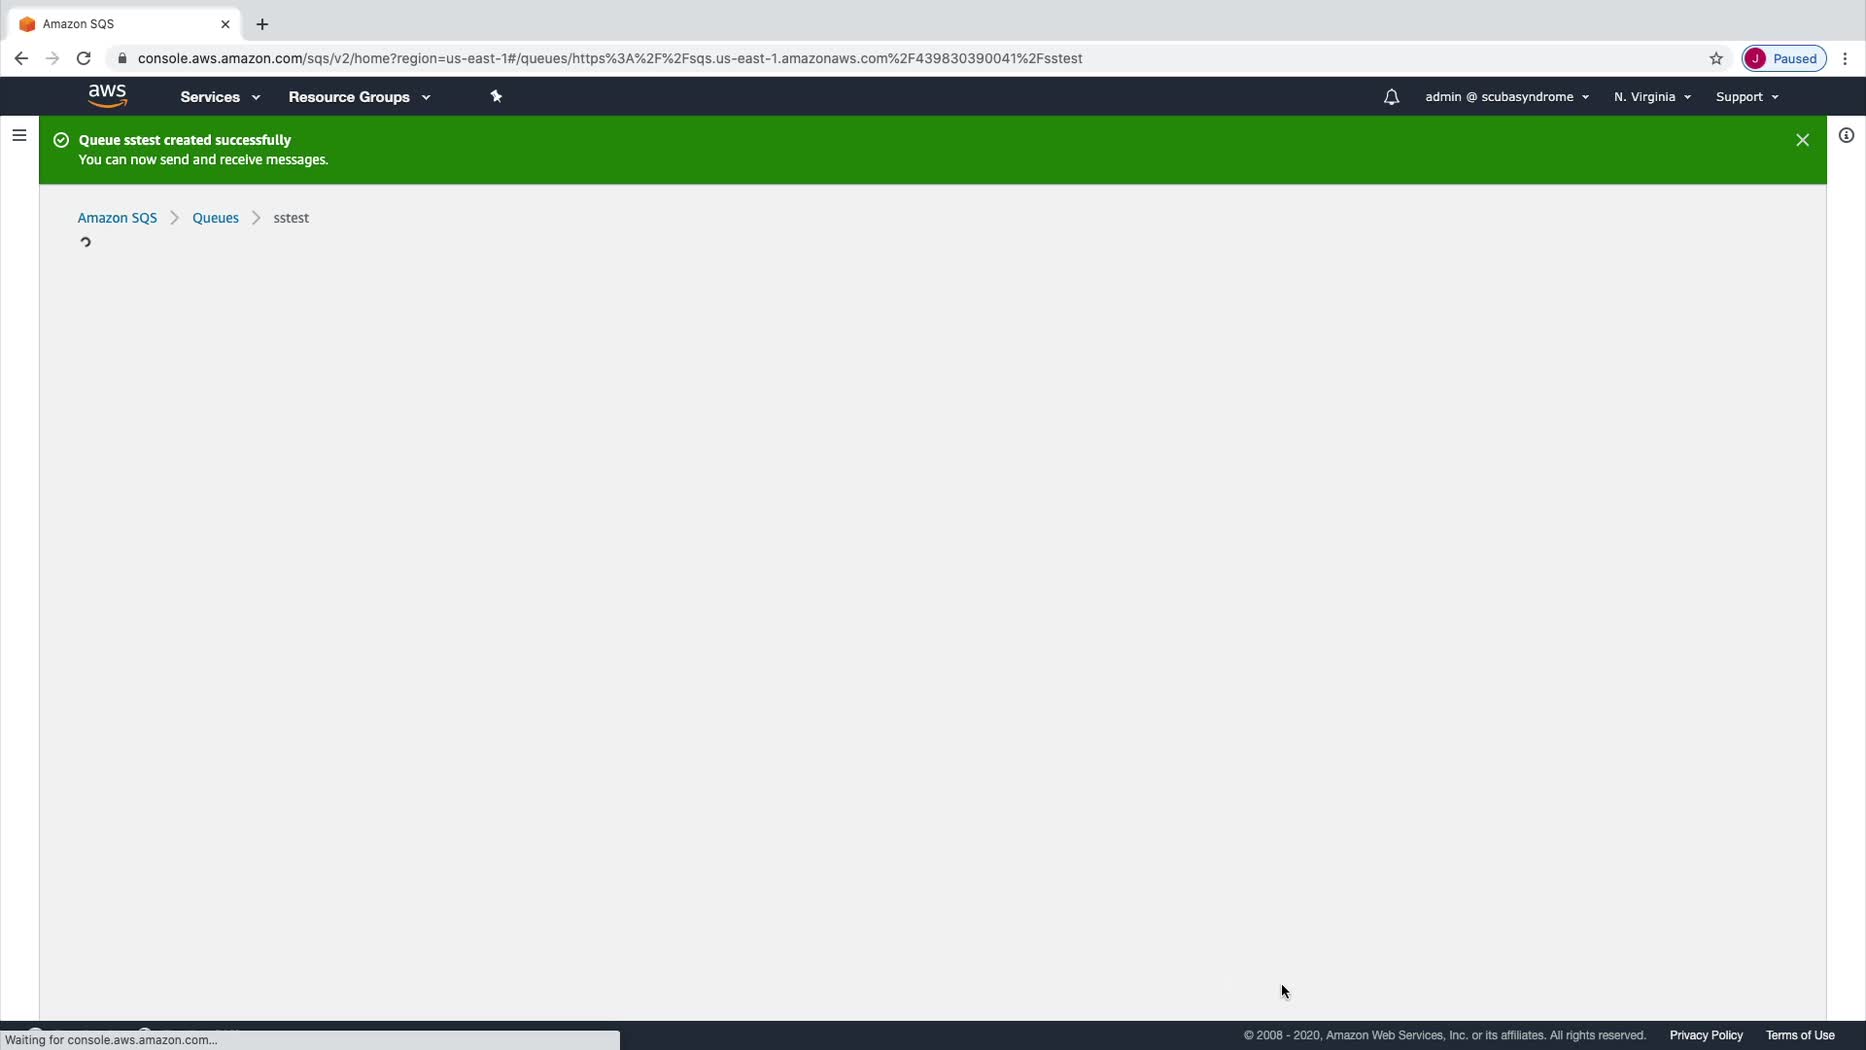 Amazon SQS
console.aws.amazon.com/sqs/v2/home?region=us-east-1#/queues/https%3A%2F%2Fsqs.us-east-1.amazonaws.com%2F439830390041%2Fsstest
J Paused
aws Services Resource Groups admin @ scubasyndrome N. Virginia Support
Queue sstest created successfully
You can now send and receive messages.
Amazon SQS Queues sstest
© 2008 - 2020, Amazon Web Services, Inc. or its affiliates. All rights reserved. Privacy Policy Terms of Use
Waiting for console.aws.amazon.com...